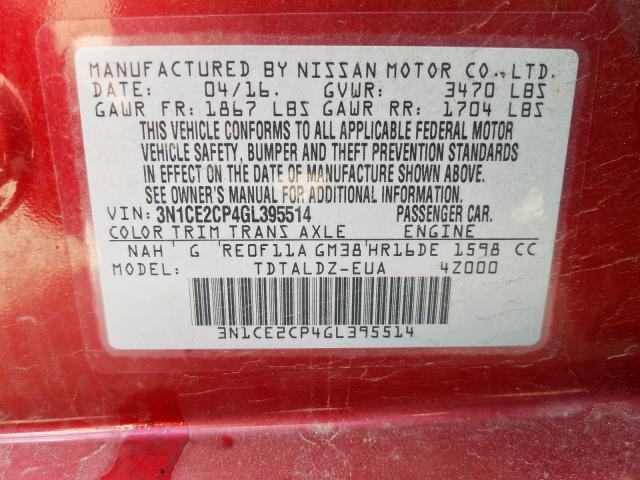 MANUFACTURED BY NISSAN MOTOR CO., LTD.
DATE: 04/16. GVWR: 3470 LBS
GAWR FR: 1867 LBS GAWR RR: 1704 LBS
THIS VEHICLE CONFORMS TO ALL APPLICABLE FEDERAL MOTOR
VEHICLE SAFETY, BUMPER AND THEFT PREVENTION STANDARDS
IN EFFECT ON THE DATE OF MANUFACTURE SHOWN ABOVE.
SEE OWNER'S MANUAL FOR ADDITIONAL INFORMATION.
VIN: 3N1CE2CP4GL395514 PASSENGER CAR.
COLOR TRIM TRANS AXLE ENGINE
NAH G RE0F11A GM38 HR16DE 1598 CC
MODEL: TDTALDZ-EUA 4Z000
3N1CE2CP4GL395514